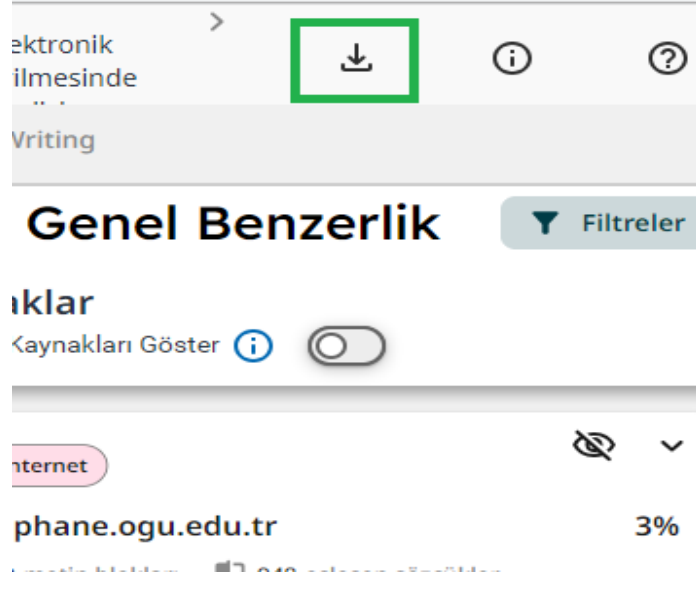 ektronik
ilmesinde
Writing
Genel Benzerlik
Filtreler
aklar
Kaynakları Göster
nternet
phane.ogu.edu.tr
3%